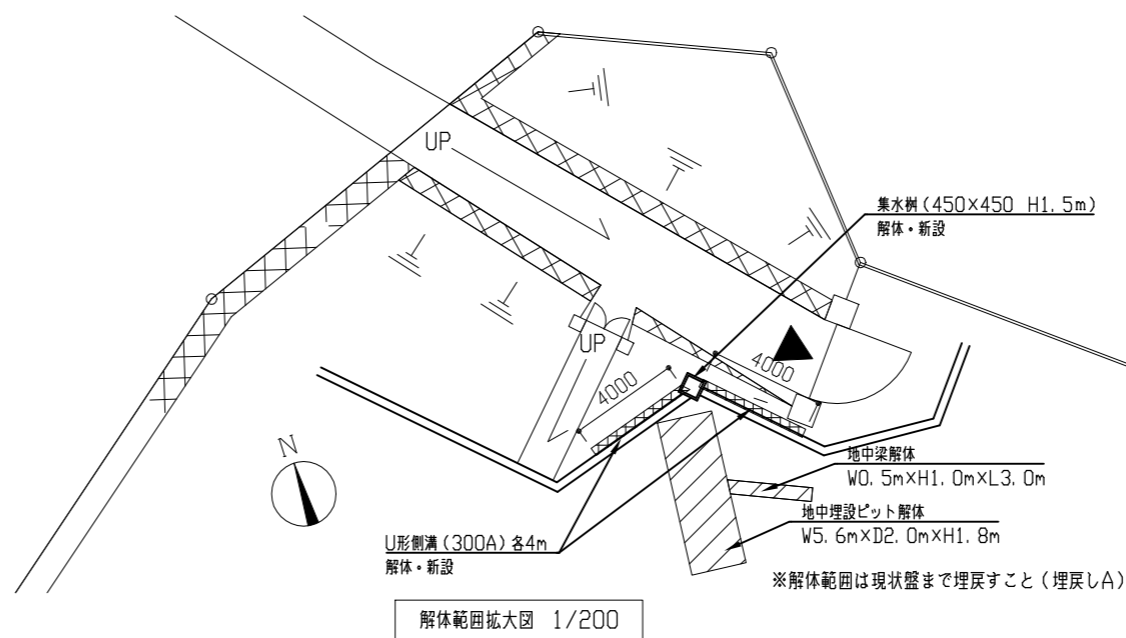 UP
集水桝(450×450 H1.5m)
解体・新設
UP
4000
4000
N
地中梁解体
W0.5m×H1.0m×L3.0m
地中埋設ピット解体
W5.6m×D2.0m×H1.8m
U形側溝(300A)各4m
解体・新設
※解体範囲は現状盤まで埋戻すこと(埋戻しA)
解体範囲拡大図 1/200